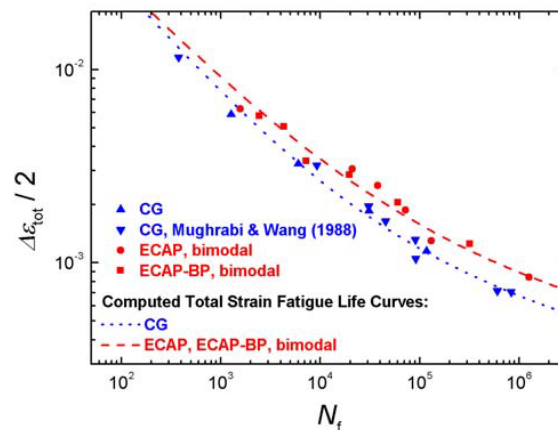 10⁻²
10⁻³
Δε_tot / 2
CG
CG, Mughrabi & Wang (1988)
ECAP, bimodal
ECAP-BP, bimodal
Computed Total Strain Fatigue Life Curves:
CG
ECAP, ECAP-BP, bimodal
10² 10³ 10⁴ 10⁵ 10⁶
N_f